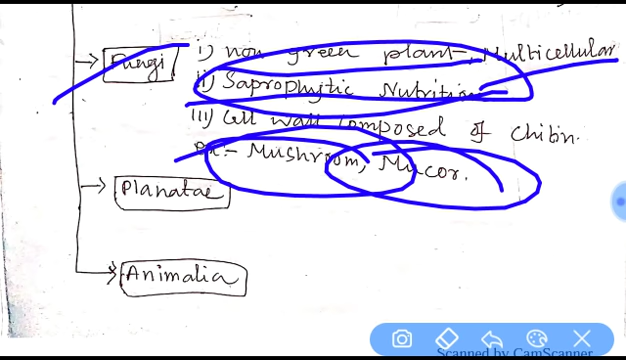 Fungi i) non green plant, Multicellular
ii) Saprophytic Nutrition
iii) Cell wall composed of Chitin.
Ex:- Mushroom, Mucor.
Planatae
Animalia
Scanned by CamScanner